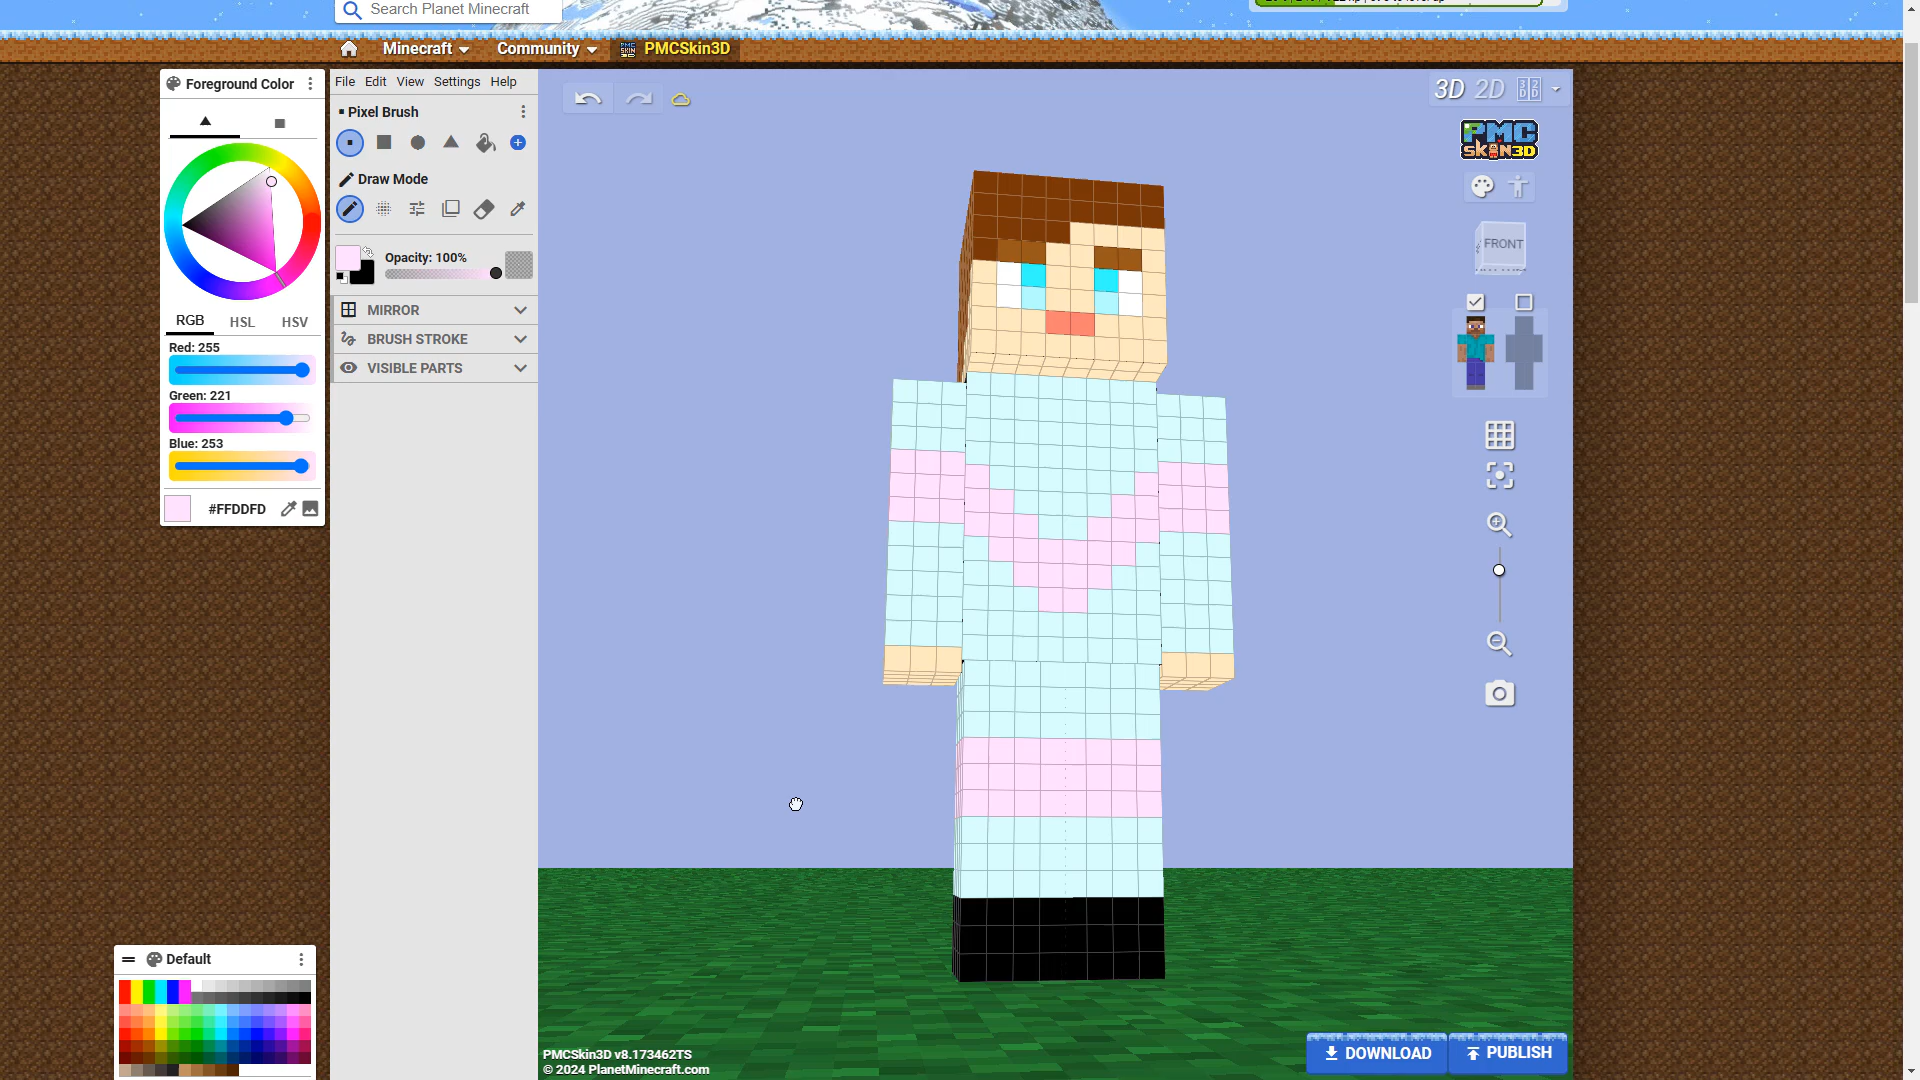 Search Planet Minecraft
Minecraft
Community
PMCSkin3D
Foreground Color
File Edit View Settings Help
3D 2D
Pixel Brush
PMC
SKIN3D
Draw Mode
FRONT
Opacity: 100%
MIRROR
RGB HSL HSV
BRUSH STROKE
Red: 255
VISIBLE PARTS
Green: 221
Blue: 253
#FFDDFD
Default
PMCSkin3D v8.173462TS
© 2024 PlanetMinecraft.com
DOWNLOAD
PUBLISH